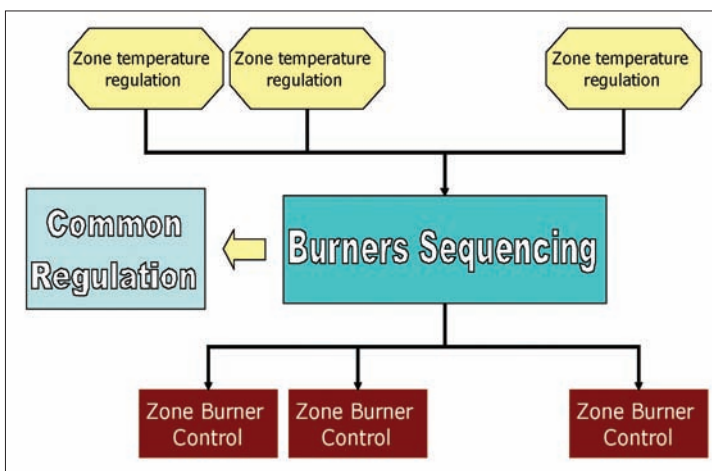 Zone temperature
regulation
Zone temperature
regulation
Zone temperature
regulation
Common
Regulation
Burners Sequencing
Zone Burner
Control
Zone Burner
Control
Zone Burner
Control